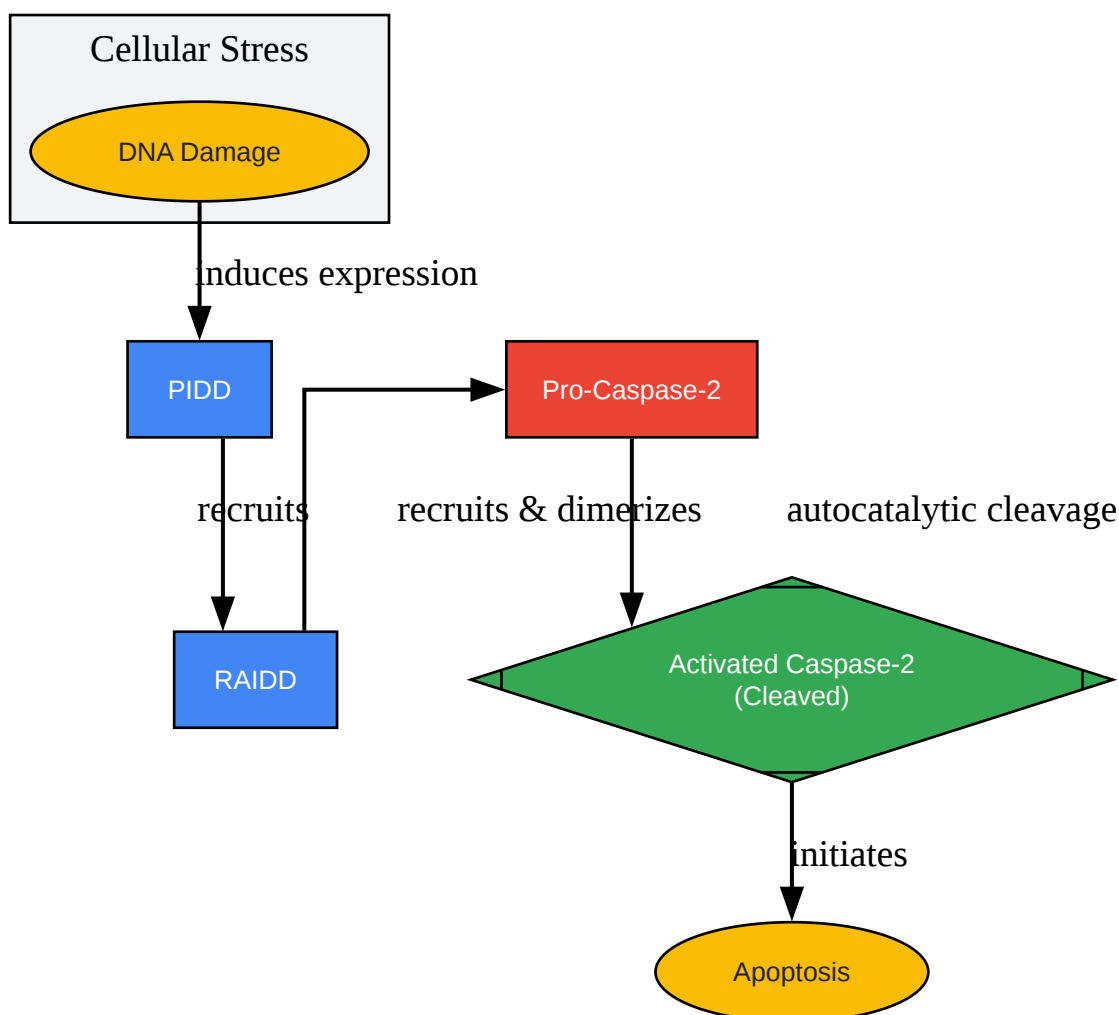 Cellular Stress
DNA Damage
induces expression
PIDD
Pro-Caspase-2
recruits
recruits & dimerizes
autocatalytic cleavage
RAIDD
Activated Caspase-2
(Cleaved)
initiates
Apoptosis